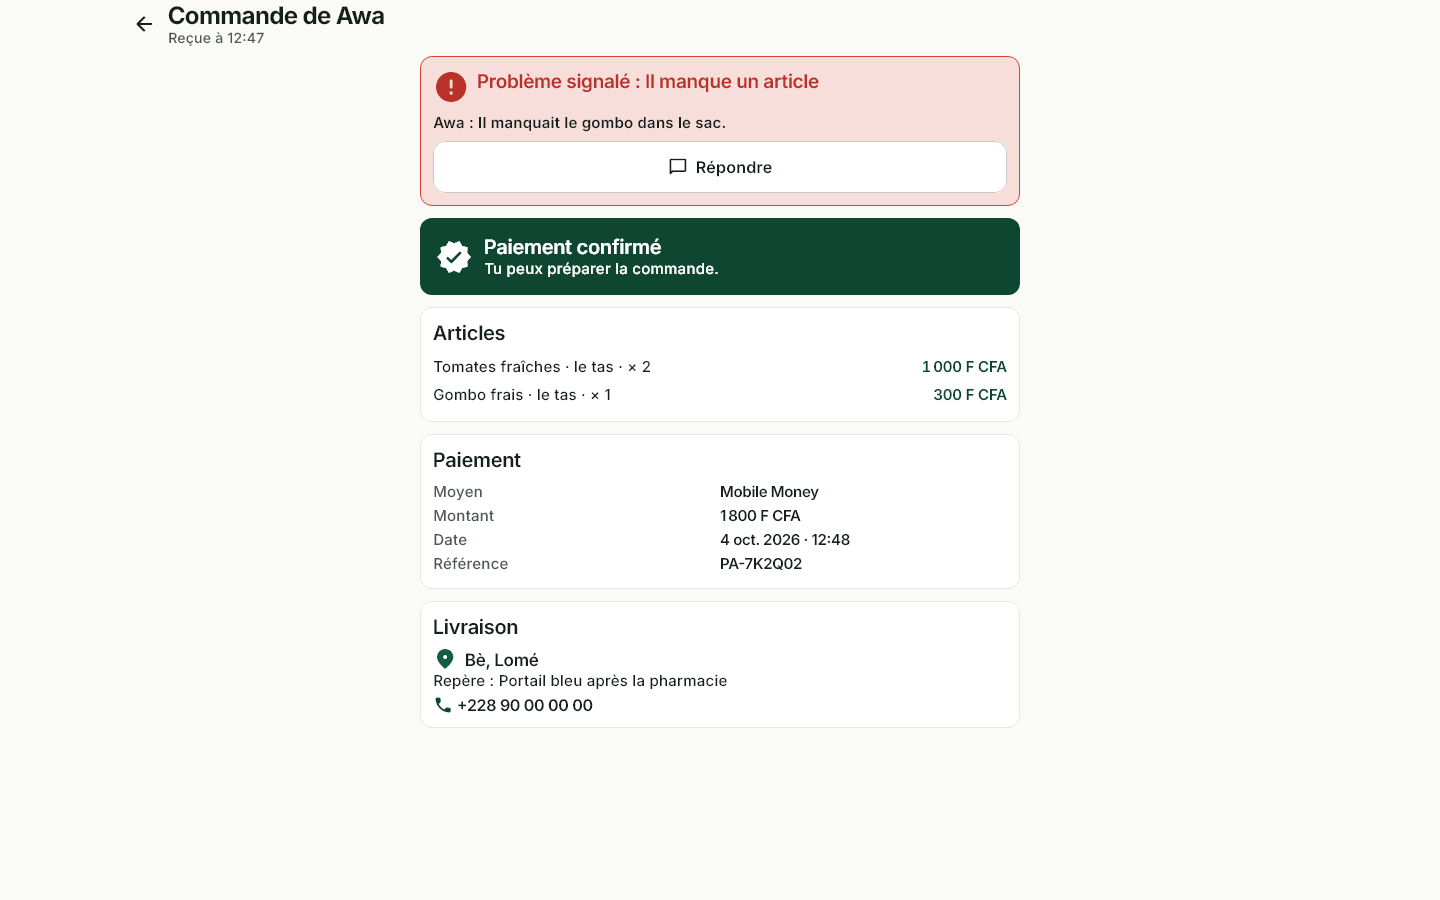 Commande de Awa
Reçue à 12:47
Problème signalé : Il manque un article
Awa : Il manquait le gombo dans le sac.
Répondre
Paiement confirmé
Tu peux préparer la commande.
Articles
Tomates fraîches · le tas · × 2 1 000 F CFA
Gombo frais · le tas · × 1 300 F CFA
Paiement
Moyen Mobile Money
Montant 1 800 F CFA
Date 4 oct. 2026 · 12:48
Référence PA-7K2Q02
Livraison
Bè, Lomé
Repère : Portail bleu après la pharmacie
+228 90 00 00 00